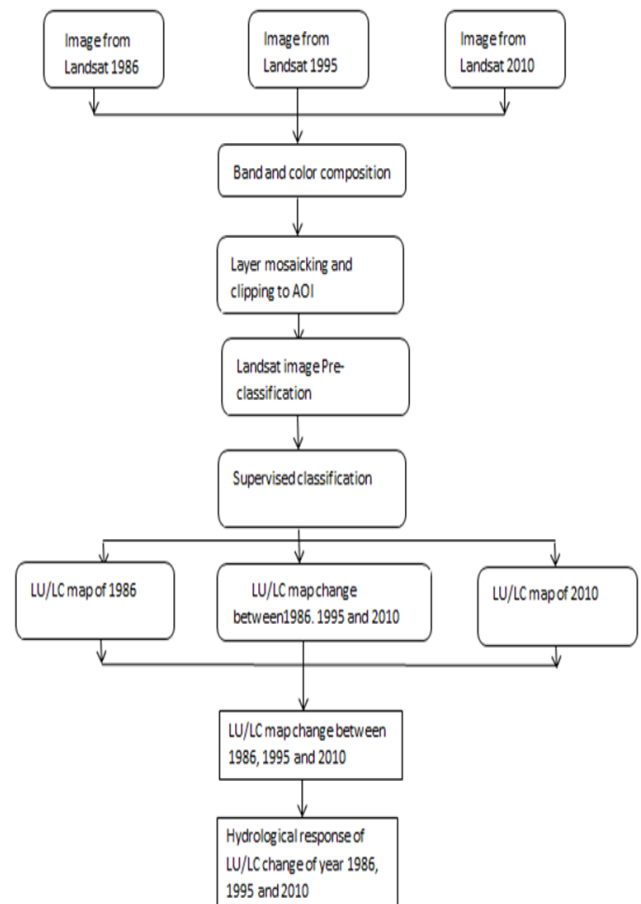 Image from
Landsat 1986
Image from
Landsat 1995
Image from
Landsat 2010
Band and color composition
Layer mosaicking and
clipping to AOI
Landsat image Pre-
classification
Supervised classification
LU/LC map of 1986
LU/LC map change
between1986. 1995 and 2010
LU/LC map of 2010
LU/LC map change between
1986, 1995 and 2010
Hydrological response of
LU/LC change of year 1986,
1995 and 2010